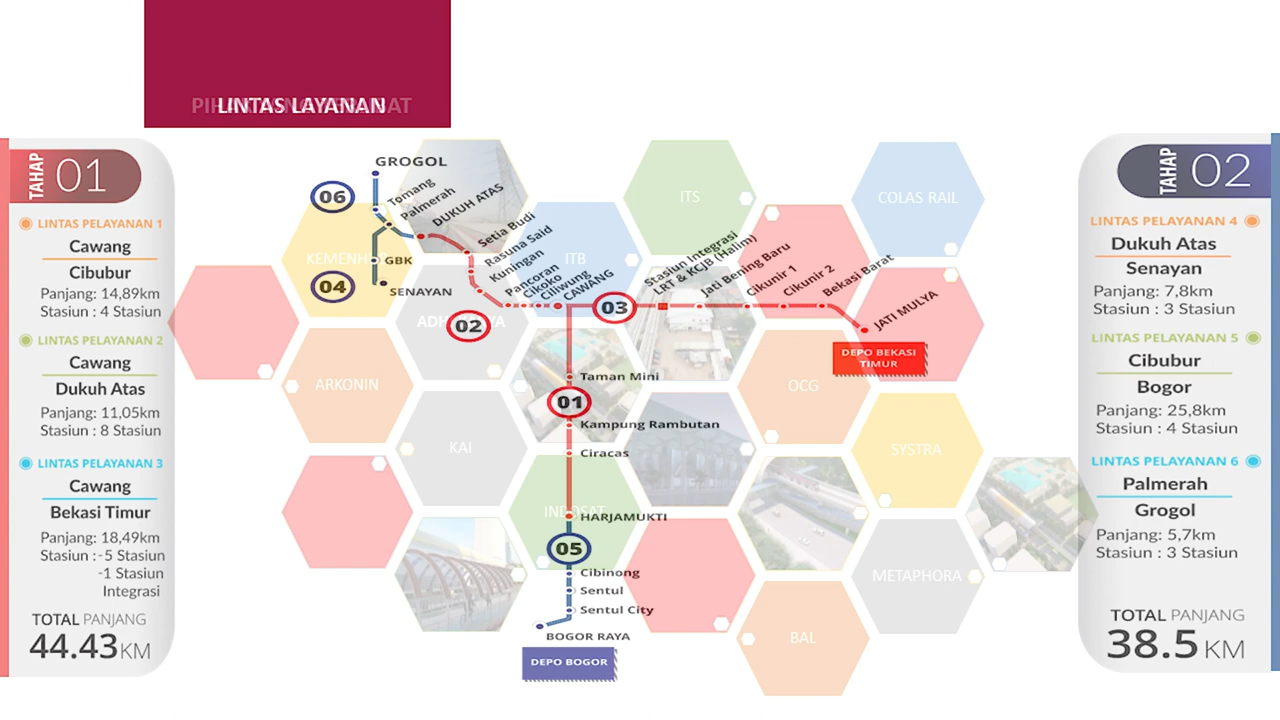 LINTAS LAYANAN
TAHAP 01
LINTAS PELAYANAN 1
Cawang
Cibubur
Panjang: 14,89km
Stasiun : 4 Stasiun
LINTAS PELAYANAN 2
Cawang
Dukuh Atas
Panjang: 11,05km
Stasiun : 8 Stasiun
LINTAS PELAYANAN 3
Cawang
Bekasi Timur
Panjang: 18,49km
Stasiun :-5 Stasiun
-1 Stasiun
Integrasi
TOTAL PANJANG
44.43KM
GROGOL
06
Tomang
Palmerah
DUKUH ATAS
GBK
04
SENAYAN
Setia Budi
Rasuna Said
Kuningan
Pancoran
Cikoko
Ciliwung
CAWANG
02
03
Stasiun Integrasi
LRT & KCJB (Halim)
Jati Bening Baru
Cikunir 1
Cikunir 2
Bekasi Barat
JATI MULYA
DEPO BEKASI
TIMUR
Taman Mini
01
Kampung Rambutan
Ciracas
HARJAMUKTI
05
Cibinong
Sentul
Sentul City
BOGOR RAYA
DEPO BOGOR
ITS
COLAS RAIL
ITB
ARKONIN
OCG
KAI
SYSTRA
METAPHORA
BAL
TAHAP 02
LINTAS PELAYANAN 4
Dukuh Atas
Senayan
Panjang: 7,8km
Stasiun : 3 Stasiun
LINTAS PELAYANAN 5
Cibubur
Bogor
Panjang: 25,8km
Stasiun : 4 Stasiun
LINTAS PELAYANAN 6
Palmerah
Grogol
Panjang: 5,7km
Stasiun : 3 Stasiun
TOTAL PANJANG
38.5 KM